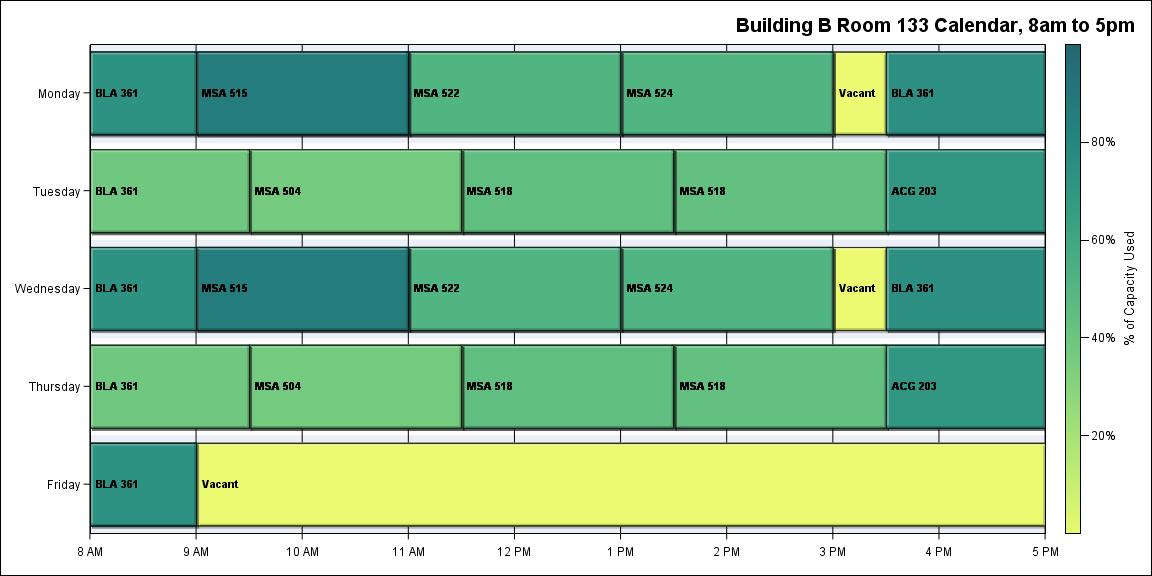 Building B Room 133 Calendar, 8am to 5pm
Monday
BLA 361
MSA 515
MSA 522
MSA 524
Vacant
BLA 361
Tuesday
BLA 361
MSA 504
MSA 518
MSA 518
ACG 203
Wednesday
BLA 361
MSA 515
MSA 522
MSA 524
Vacant
BLA 361
Thursday
BLA 361
MSA 504
MSA 518
MSA 518
ACG 203
Friday
BLA 361
Vacant
8 AM
9 AM
10 AM
11 AM
12 PM
1 PM
2 PM
3 PM
4 PM
5 PM
80%
60%
40%
20%
% of Capacity Used